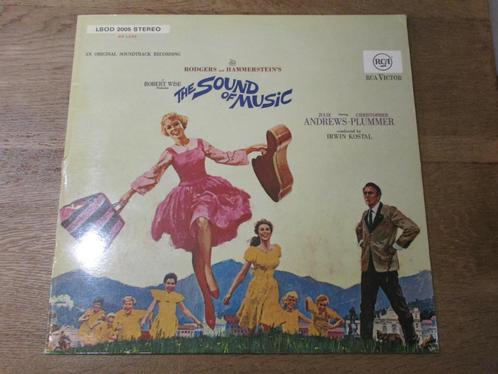 LBOD 2005 STEREO
AN ORIGINAL SOUNDTRACK RECORDING
RODGERS AND HAMMERSTEIN'S
ROBERT WISE
THE SOUND
OF MUSIC
RCA
RCA VICTOR
JULIE CHRISTOPHER
ANDREWS · PLUMMER
conducted by
IRWIN KOSTAL